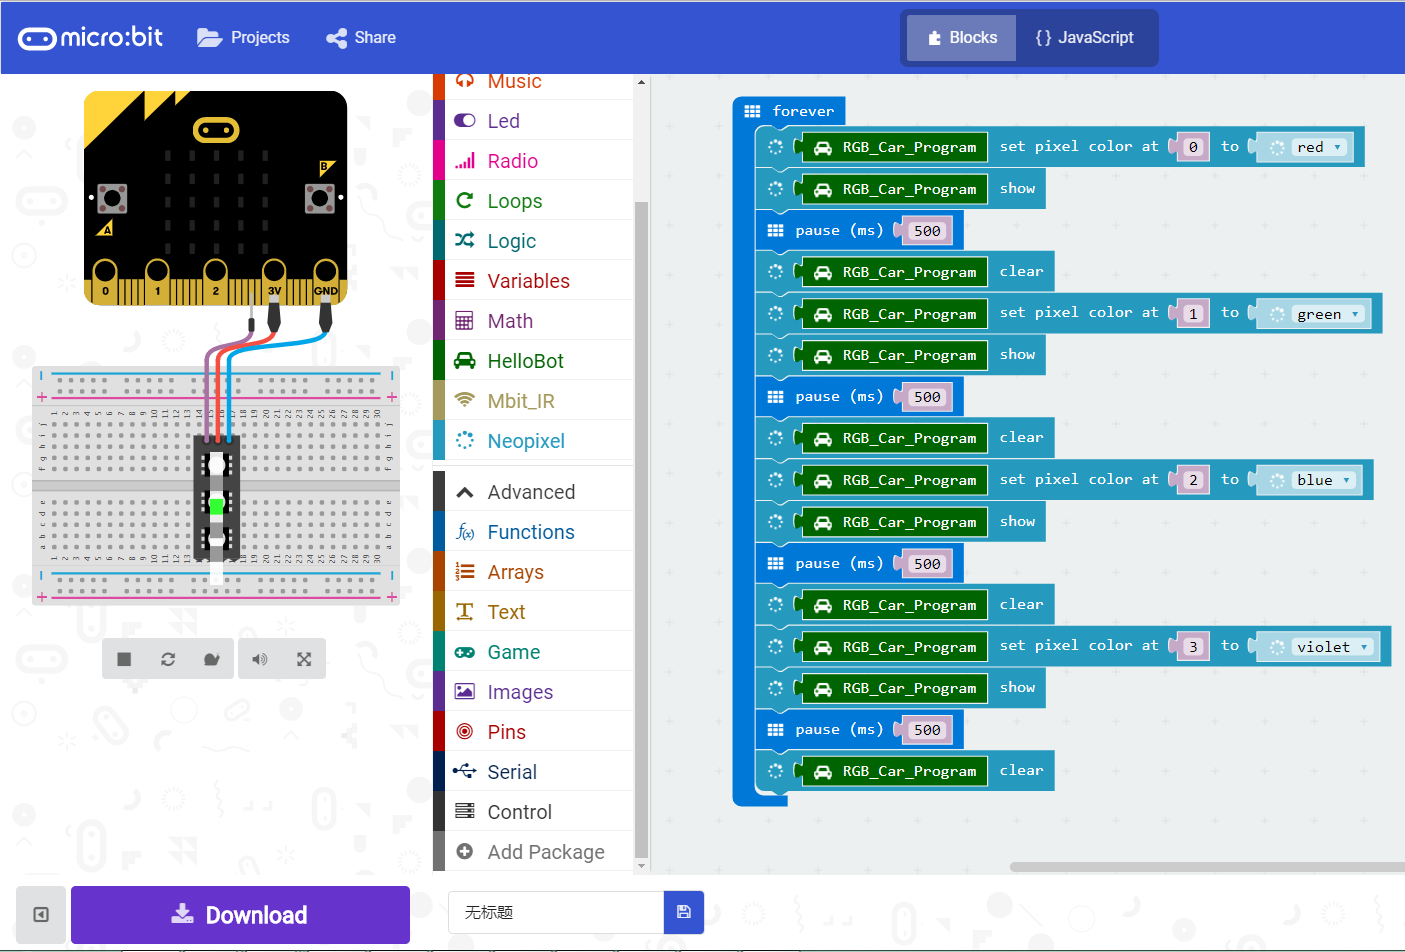 micro:bit
Projects
Share
Blocks
{ } JavaScript
B
A
0 1 2 3V GND
Music
Led
Radio
Loops
Logic
Variables
Math
HelloBot
Mbit_IR
Neopixel
Advanced
Functions
Arrays
Text
Game
Images
Pins
Serial
Control
Add Package
forever
RGB_Car_Program set pixel color at 0 to red
RGB_Car_Program show
pause (ms) 500
RGB_Car_Program clear
RGB_Car_Program set pixel color at 1 to green
RGB_Car_Program show
pause (ms) 500
RGB_Car_Program clear
RGB_Car_Program set pixel color at 2 to blue
RGB_Car_Program show
pause (ms) 500
RGB_Car_Program clear
RGB_Car_Program set pixel color at 3 to violet
RGB_Car_Program show
pause (ms) 500
RGB_Car_Program clear
Download
无标题